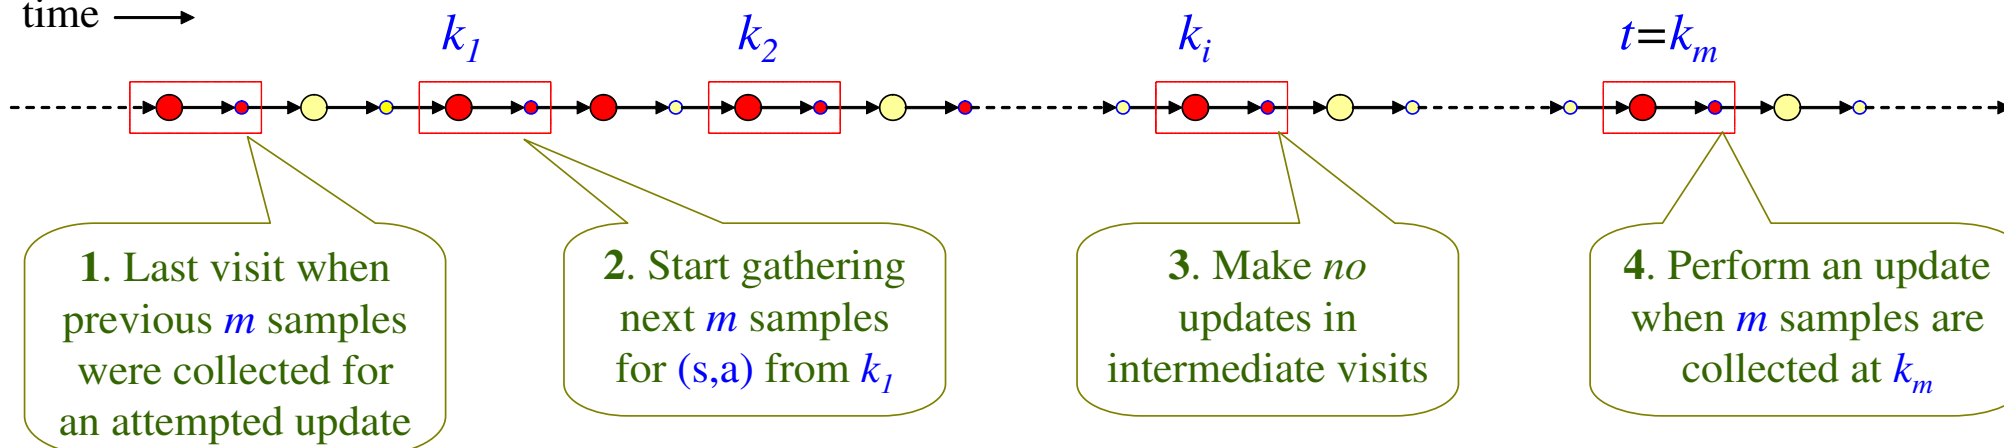 time
k1
k2
ki
t=km
1. Last visit when
previous m samples
were collected for
an attempted update
2. Start gathering
next m samples
for (s,a) from k1
3. Make no
updates in
intermediate visits
4. Perform an update
when m samples are
collected at km